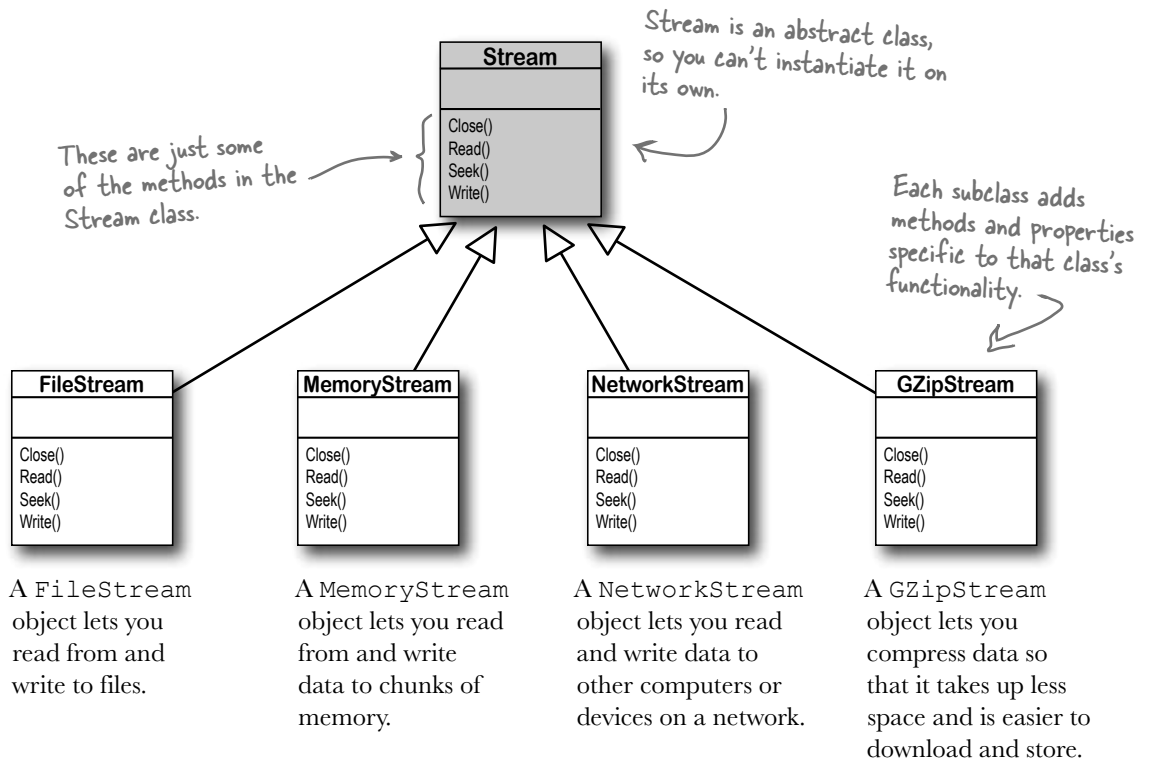 Stream is an abstract class,
so you can't instantiate it on
its own.
Stream
Close()
Read()
Seek()
Write()
These are just some
of the methods in the
Stream class.
Each subclass adds
methods and properties
specific to that class's
functionality.
FileStream
Close()
Read()
Seek()
Write()
A FileStream
object lets you
read from and
write to files.
MemoryStream
Close()
Read()
Seek()
Write()
A MemoryStream
object lets you read
from and write
data to chunks of
memory.
NetworkStream
Close()
Read()
Seek()
Write()
A NetworkStream
object lets you read
and write data to
other computers or
devices on a network.
GZipStream
Close()
Read()
Seek()
Write()
A GZipStream
object lets you
compress data so
that it takes up less
space and is easier to
download and store.